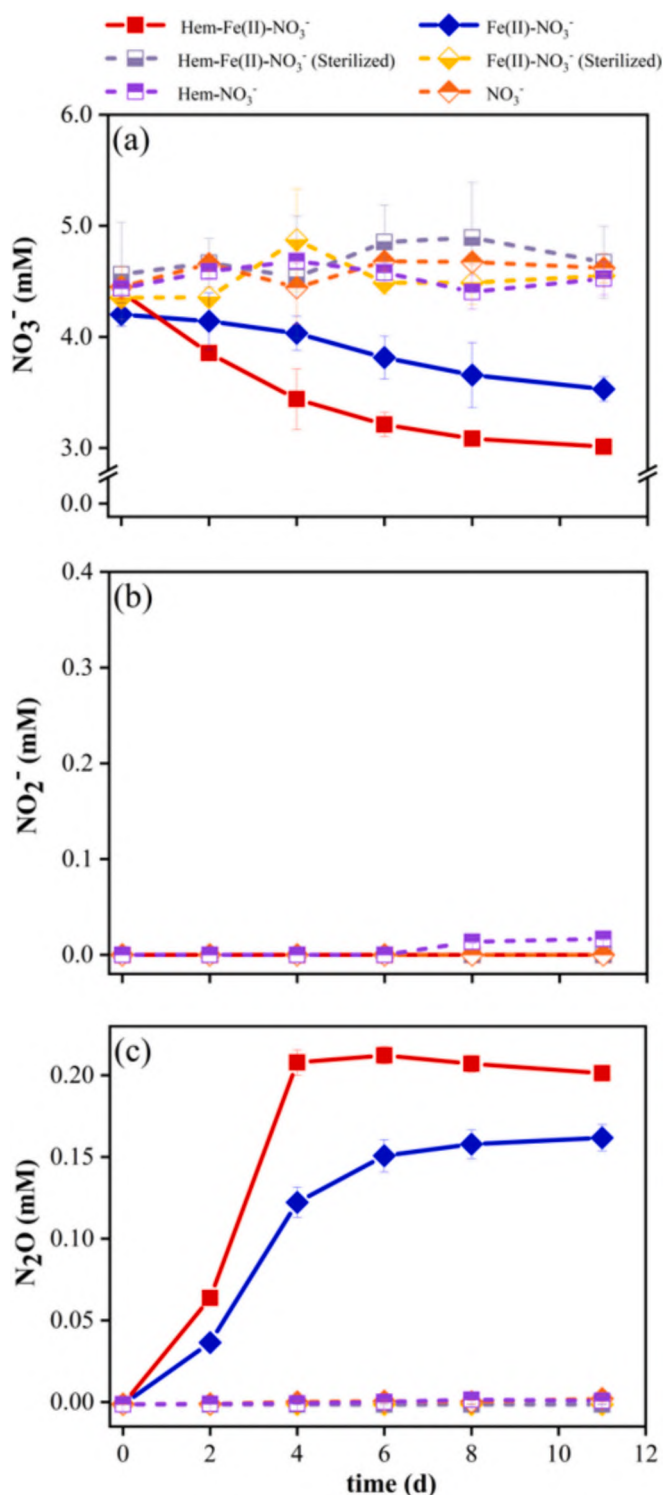 Hem-Fe(II)-NO₃⁻ Fe(II)-NO₃⁻
Hem-Fe(II)-NO₃⁻ (Sterilized) Fe(II)-NO₃⁻ (Sterilized)
Hem-NO₃⁻ NO₃⁻
6.0
(a)
5.0
NO₃⁻ (mM)
4.0
3.0
0.0
0.4
(b)
0.3
NO₂⁻ (mM)
0.2
0.1
0.0
(c)
0.20
0.15
N₂O (mM)
0.10
0.05
0.00
0 2 4 6 8 10 12
time (d)